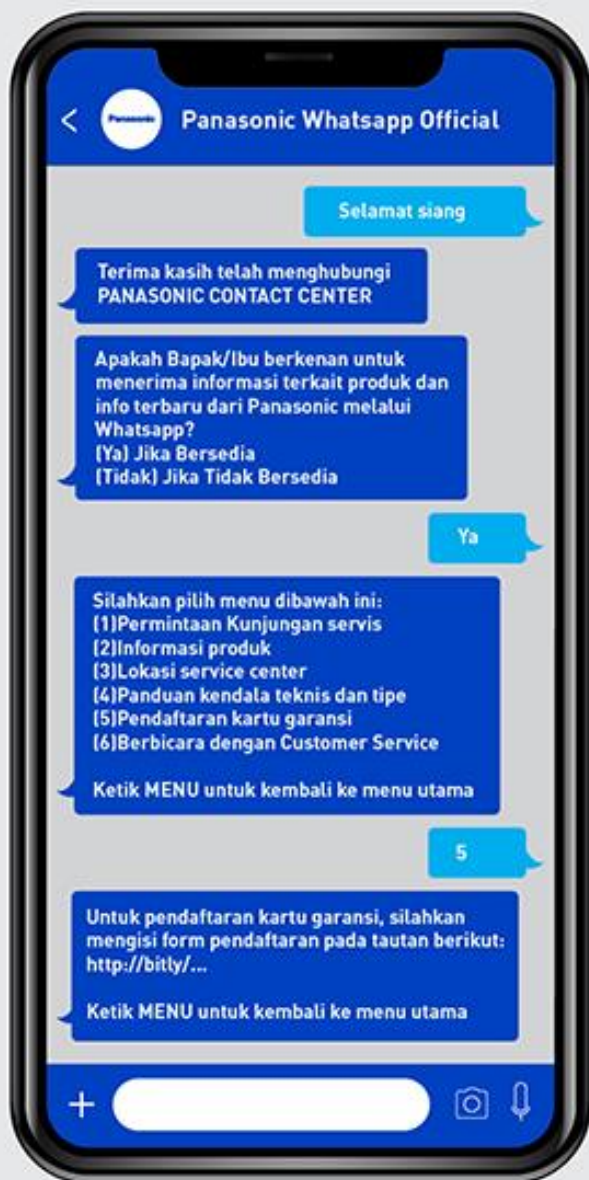 Panasonic
Panasonic Whatsapp Official
Selamat siang
Terima kasih telah menghubungi
PANASONIC CONTACT CENTER
Apakah Bapak/Ibu berkenan untuk
menerima informasi terkait produk dan
info terbaru dari Panasonic melalui
Whatsapp?
(Ya) Jika Bersedia
(Tidak) Jika Tidak Bersedia
Ya
Silahkan pilih menu dibawah ini:
(1)Permintaan Kunjungan servis
(2)Informasi produk
(3)Lokasi service center
(4)Panduan kendala teknis dan tipe
(5)Pendaftaran kartu garansi
(6)Berbicara dengan Customer Service
Ketik MENU untuk kembali ke menu utama
5
Untuk pendaftaran kartu garansi, silahkan
mengisi form pendaftaran pada tautan berikut:
http://bitly/...
Ketik MENU untuk kembali ke menu utama